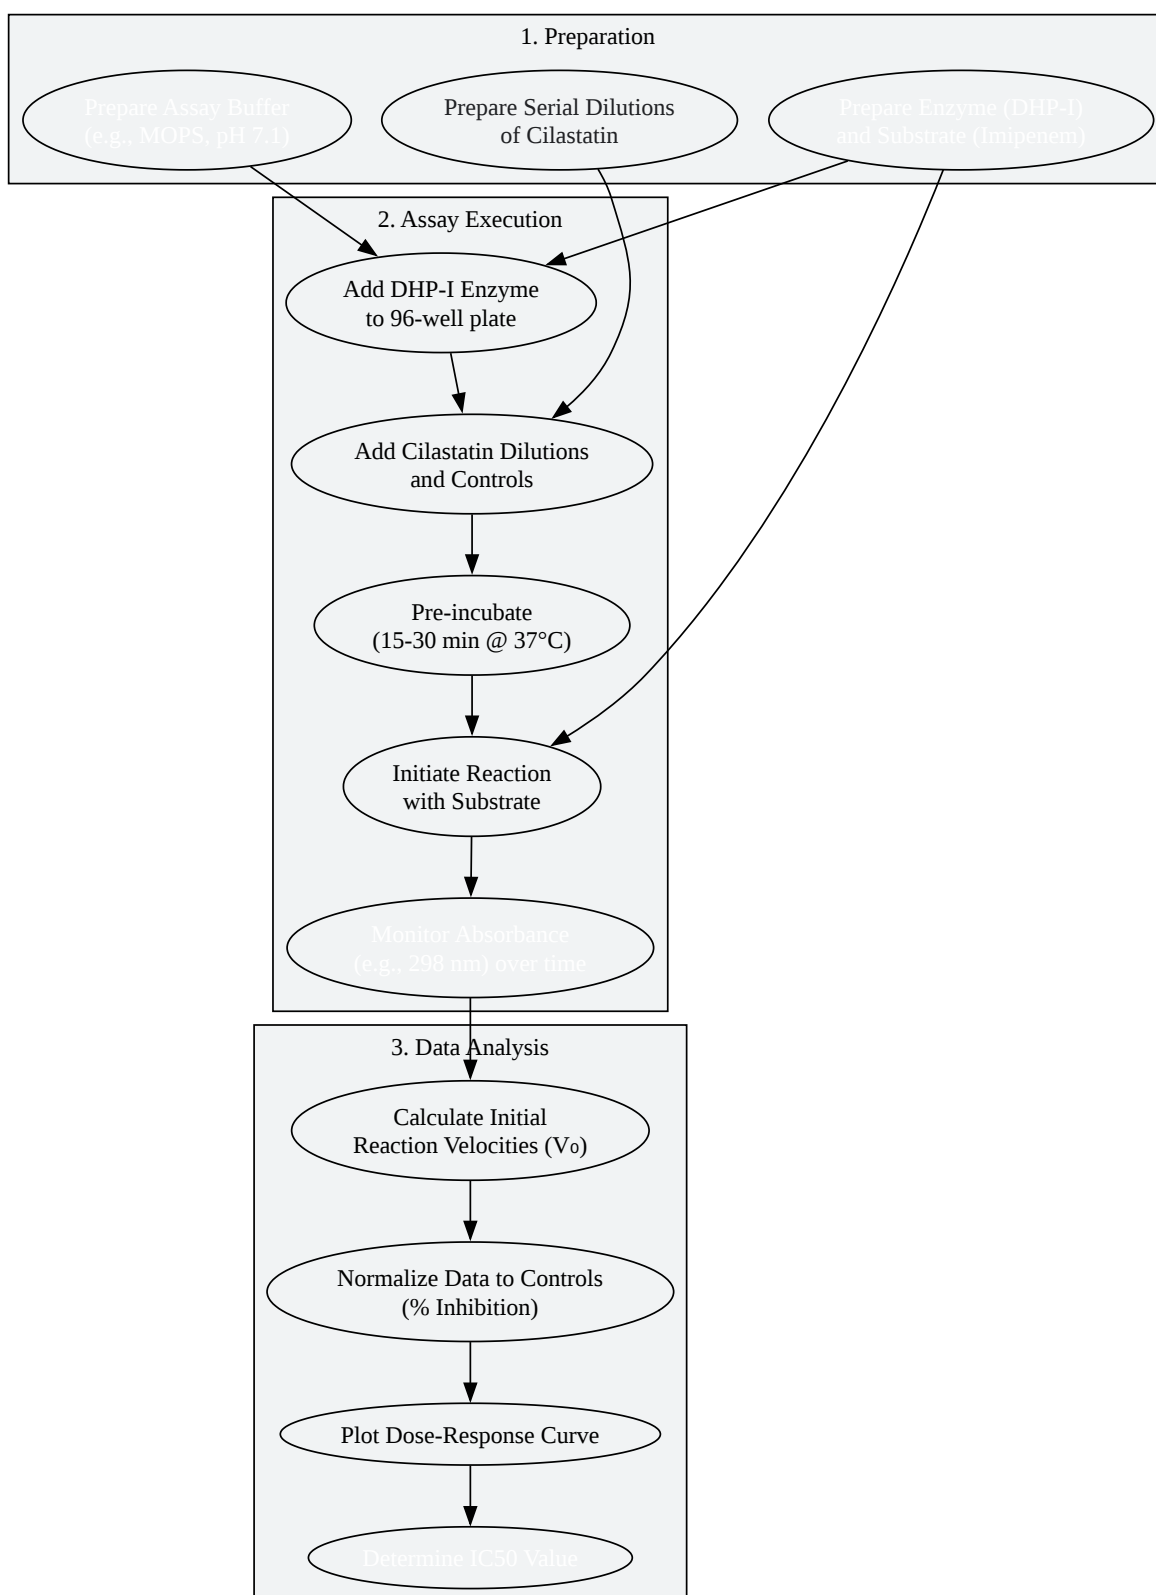 1. Preparation
Prepare Assay Buffer
(e.g., MOPS, pH 7.1)
Prepare Serial Dilutions
of Cilastatin
Prepare Enzyme (DHP-I)
and Substrate (Imipenem)
2. Assay Execution
Add DHP-I Enzyme
to 96-well plate
Add Cilastatin Dilutions
and Controls
Pre-incubate
(15-30 min @ 37°C)
Initiate Reaction
with Substrate
Monitor Absorbance
(e.g., 298 nm) over time
3. Data Analysis
Calculate Initial
Reaction Velocities (V₀)
Normalize Data to Controls
(% Inhibition)
Plot Dose-Response Curve
Determine IC50 Value